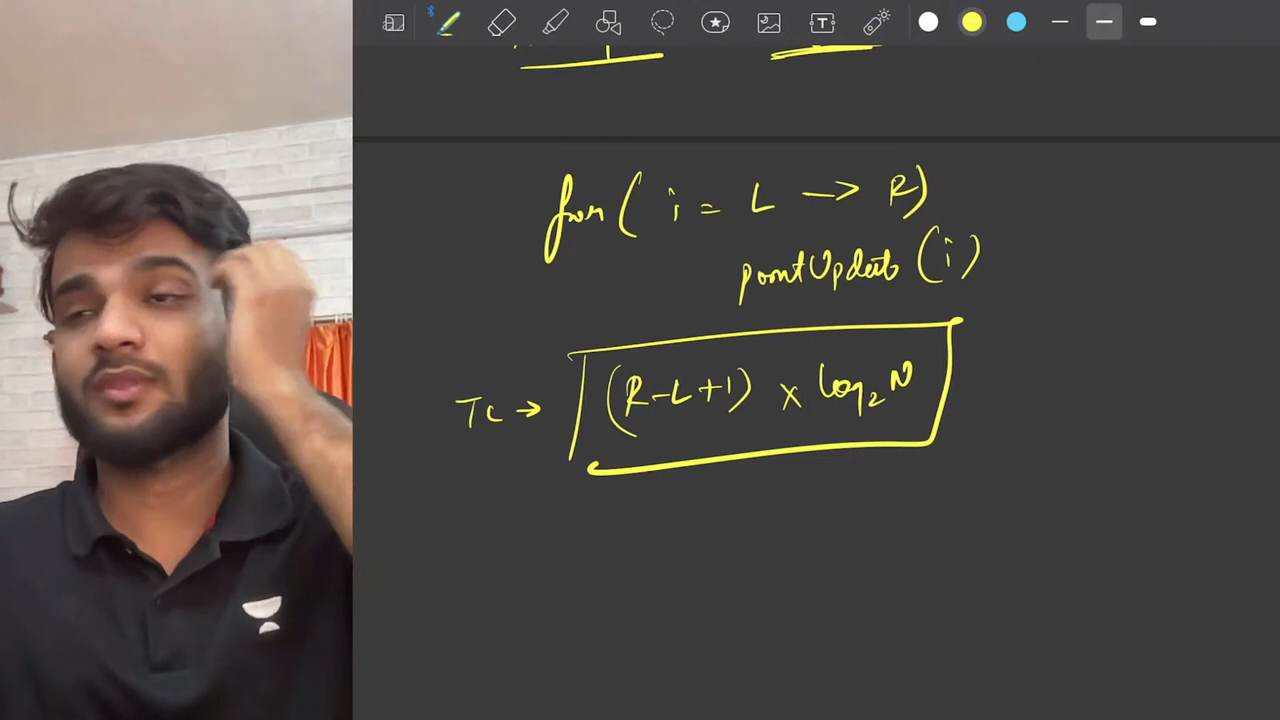 for ( i = L → R)
pointUpdate (i)
TC → (R-L+1) x log₂N